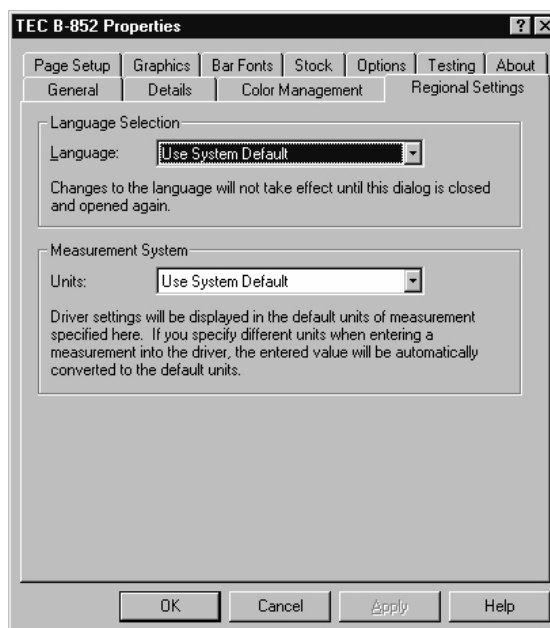 TEC B-852 Properties
Page Setup Graphics Bar Fonts Stock Options Testing About
General Details Color Management Regional Settings
Language Selection
Language: Use System Default
Changes to the language will not take effect until this dialog is closed
and opened again.
Measurement System
Units: Use System Default
Driver settings will be displayed in the default units of measurement
specified here. If you specify different units when entering a
measurement into the driver, the entered value will be automatically
converted to the default units.
OK Cancel Apply Help